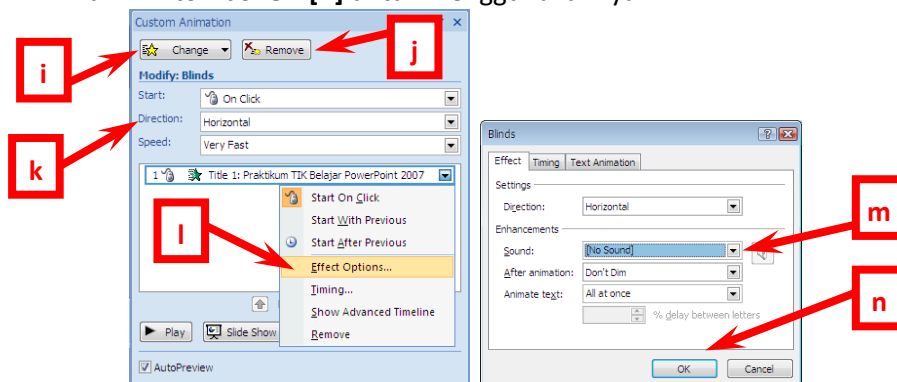 Custom Animation
Change
Remove
Modify: Blinds
Start:
On Click
Direction:
Horizontal
Speed:
Very Fast
1 Title 1: Praktikum TIK Belajar PowerPoint 2007
Start On Click
Start With Previous
Start After Previous
Effect Options...
Timing...
Show Advanced Timeline
Remove
Play
Slide Show
AutoPreview
i
j
k
l
Blinds
Effect
Timing
Text Animation
Settings
Direction:
Horizontal
Enhancements
Sound:
[No Sound]
After animation:
Don't Dim
Animate text:
All at once
% delay between letters
OK
Cancel
m
n